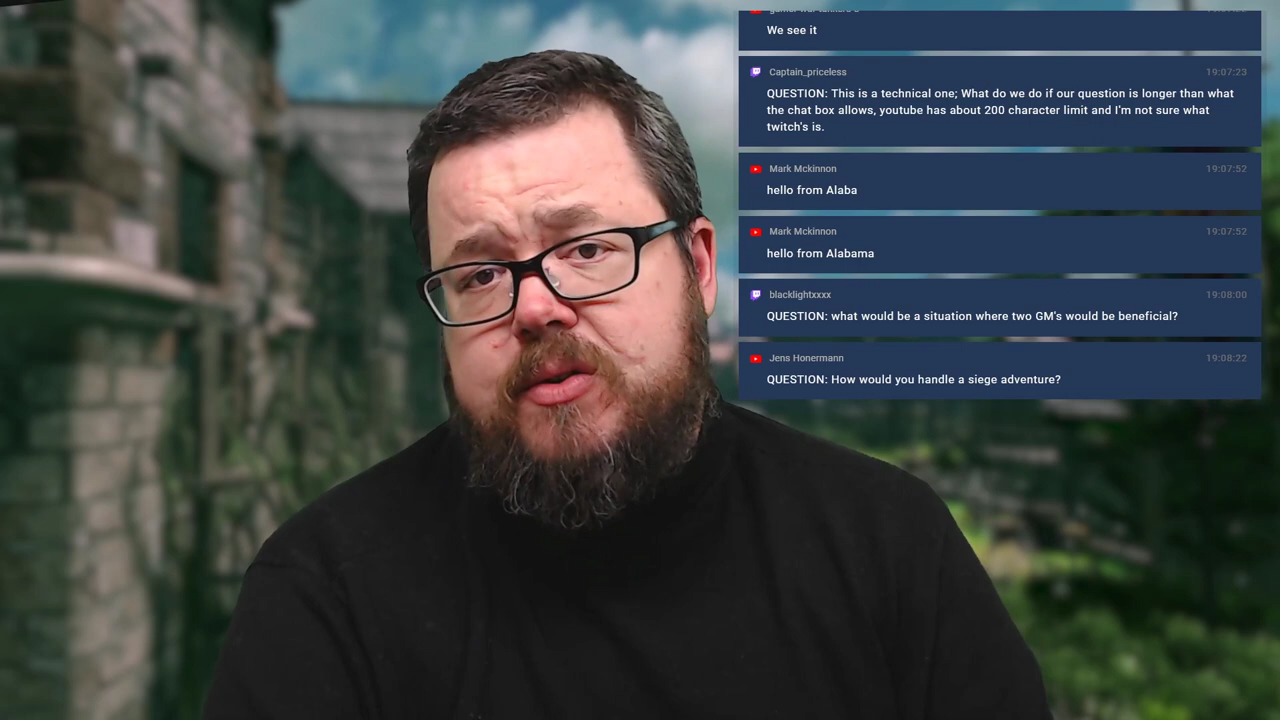 We see it
Captain_priceless 19:07:23
QUESTION: This is a technical one; What do we do if our question is longer than what
the chat box allows, youtube has about 200 character limit and I'm not sure what
twitch's is.
Mark Mckinnon 19:07:52
hello from Alaba
Mark Mckinnon 19:07:52
hello from Alabama
blacklightxxxx 19:08:00
QUESTION: what would be a situation where two GM's would be beneficial?
Jens Honermann 19:08:22
QUESTION: How would you handle a siege adventure?